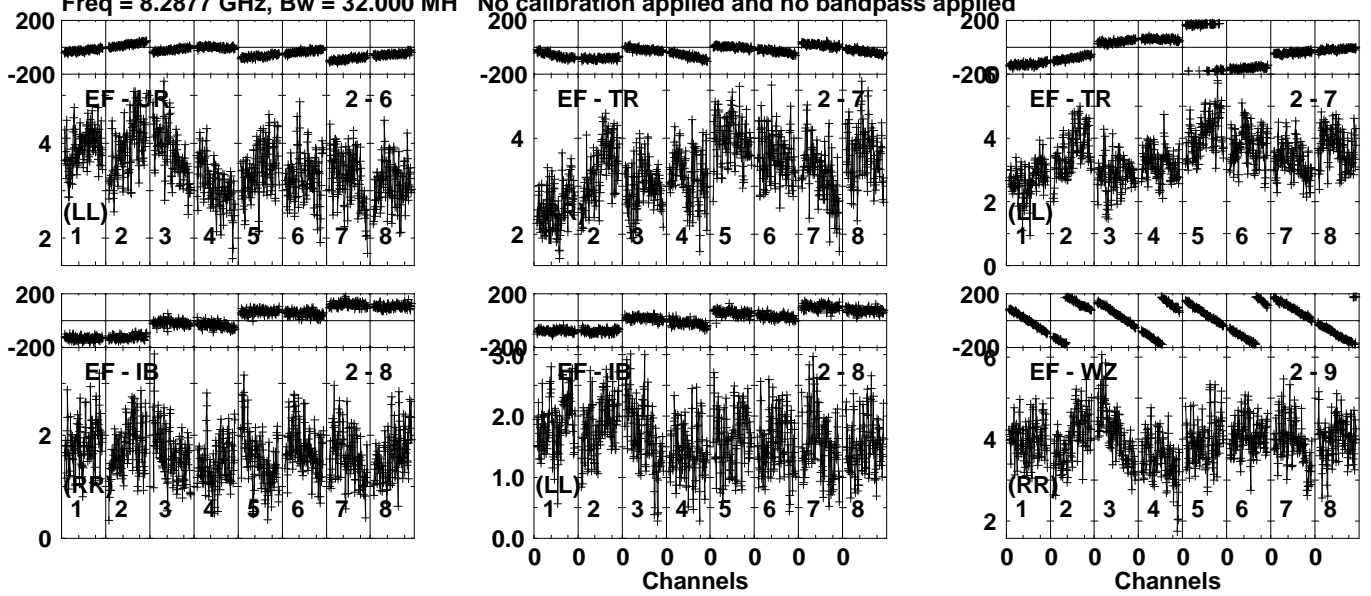 Freq = 8.2877 GHz, Bw = 32.000 MH No calibration applied and no bandpass applied
200
-200
EF - UR 2 - 6
4
(LL)
2
1 2 3 4 5 6 7 8
EF - TR 2 - 7
4
(RR)
2
1 2 3 4 5 6 7 8
200
-200
6
EF - TR 2 - 7
4
2
(LL)
1 2 3 4 5 6 7 8
0
200
-200
EF - IB 2 - 8
2
(RR)
1 2 3 4 5 6 7 8
0
200
-200
3.0
EF - IB 2 - 8
2.0
1.0
(LL)
1 2 3 4 5 6 7 8
0.0
0 0 0 0 0 0 0 0
Channels
200
-200
6
EF - WZ 2 - 9
4
(RR)
1 2 3 4 5 6 7 8
2
0 0 0 0 0 0 0 0
Channels